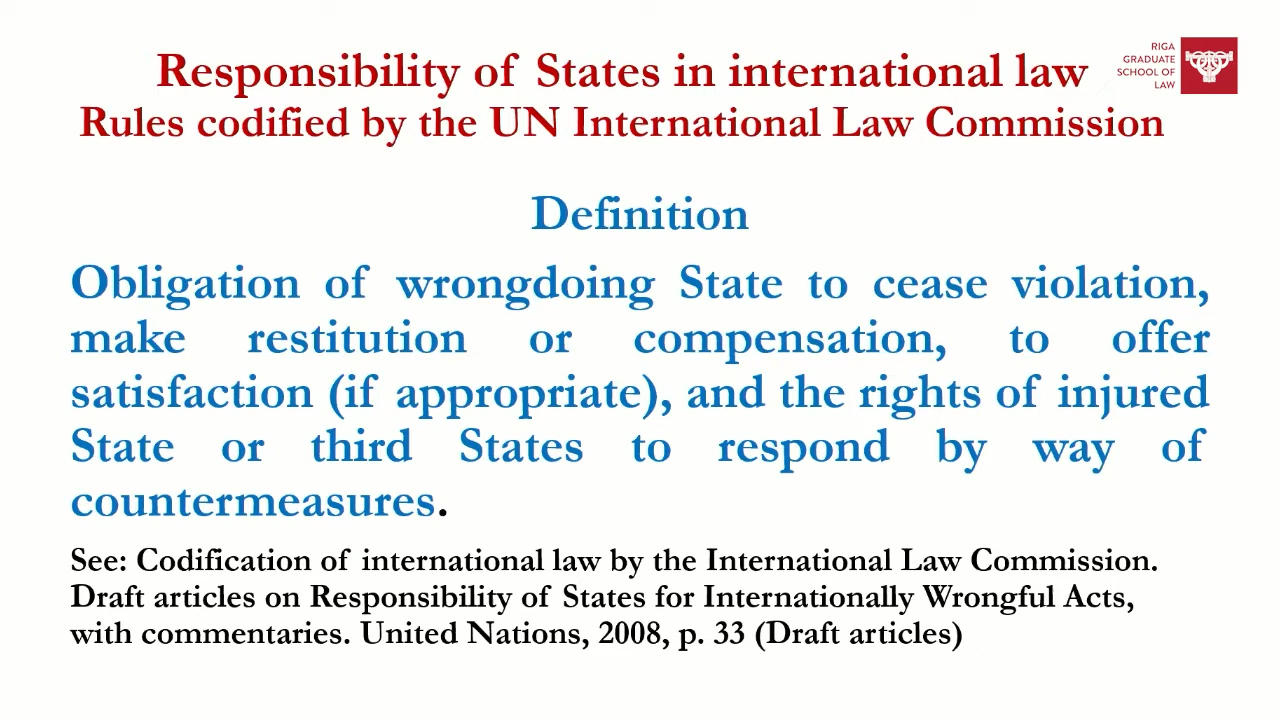 Responsibility of States in international law
Rules codified by the UN International Law Commission
RIGA
GRADUATE
SCHOOL OF
LAW
Definition
Obligation of wrongdoing State to cease violation,
make restitution or compensation, to offer
satisfaction (if appropriate), and the rights of injured
State or third States to respond by way of
countermeasures.
See: Codification of international law by the International Law Commission.
Draft articles on Responsibility of States for Internationally Wrongful Acts,
with commentaries. United Nations, 2008, p. 33 (Draft articles)